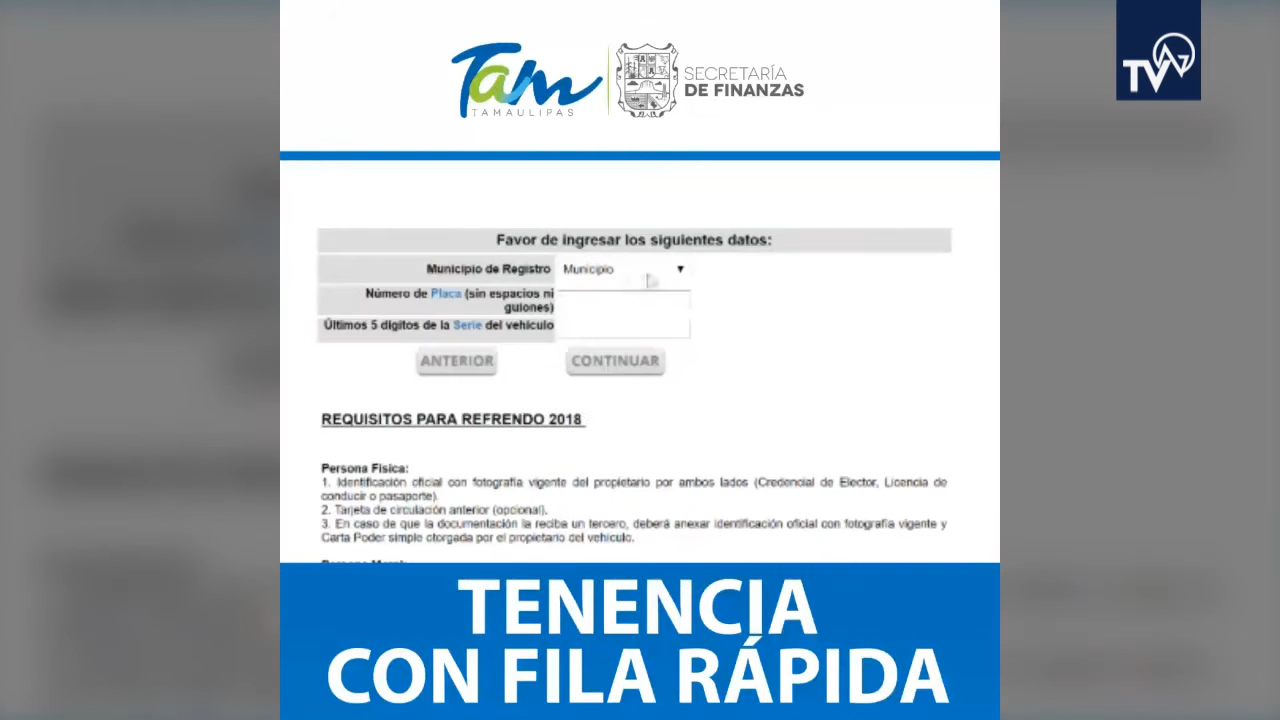 Tam
TAMAULIPAS
SECRETARÍA
DE FINANZAS
TV
Favor de ingresar los siguientes datos:
Municipio de Registro Municipio
Número de Placa (sin espacios ni
guiones)
Últimos 5 digitos de la Serie del vehículo
ANTERIOR CONTINUAR
REQUISITOS PARA REFRENDO 2018
Persona Física:
1. Identificación oficial con fotografía vigente del propietario por ambos lados (Credencial de Elector, Licencia de
conducir o pasaporte).
2. Tarjeta de circulación anterior (opcional).
3. En caso de que la documentación la reciba un tercero, deberá anexar identificación oficial con fotografía vigente y
Carta Poder simple otorgada por el propietario del vehículo.
TENENCIA
CON FILA RÁPIDA